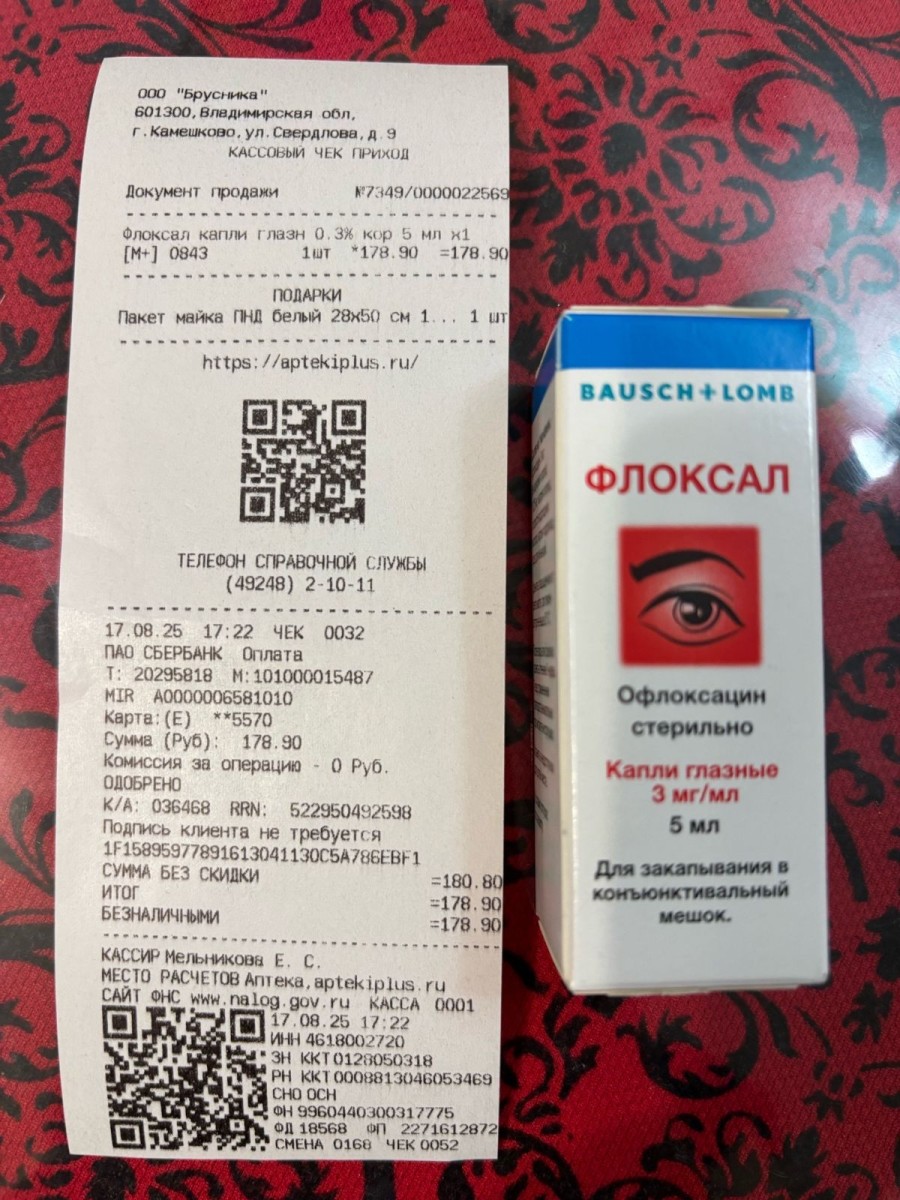 ООО "Брусника"
601300,Владимирская обл,
г.Камешково,ул.Свердлова,д.9
КАССОВЫЙ ЧЕК ПРИХОД
Документ продажи №7349/0000022569
Флоксал капли глазн 0.3% кор 5 мл x1
[М+] 0843 1шт *178.90 =178.90
ПОДАРКИ
Пакет майка ПНД белый 28x50 см 1... 1 шт
https://aptekiplus.ru/
ТЕЛЕФОН СПРАВОЧНОЙ СЛУЖБЫ
(49248) 2-10-11
17.08.25 17:22 ЧЕК 0032
ПАО СБЕРБАНК Оплата
Т: 20295818 М:101000015487
MIR A0000006581010
Карта:(E) **5570
Сумма (Руб): 178.90
Комиссия за операцию - 0 Руб.
ОДОБРЕНО
К/А: 036468 RRN: 522950492598
Подпись клиента не требуется
1F15895977891613041130C5A786EBF1
СУММА БЕЗ СКИДКИ =180.80
ИТОГ =178.90
БЕЗНАЛИЧНЫМИ =178.90
КАССИР Мельникова Е. С.
МЕСТО РАСЧЕТОВ Аптека,aptekiplus.ru
САЙТ ФНС www.nalog.gov.ru КАССА 0001
17.08.25 17:22
ИНН 4618002720
ЗН ККТ 0128050318
РН ККТ 0008813046053469
СНО ОСН
ФН 9960440300317775
ФД 18568 ФП 2271612872
СМЕНА 0168 ЧЕК 0052
BAUSCH + LOMB
ФЛОКСАЛ
Офлоксацин
стерильно
Капли глазные
3 мг/мл
5 мл
Для закапывания в
конъюнктивальный
мешок.